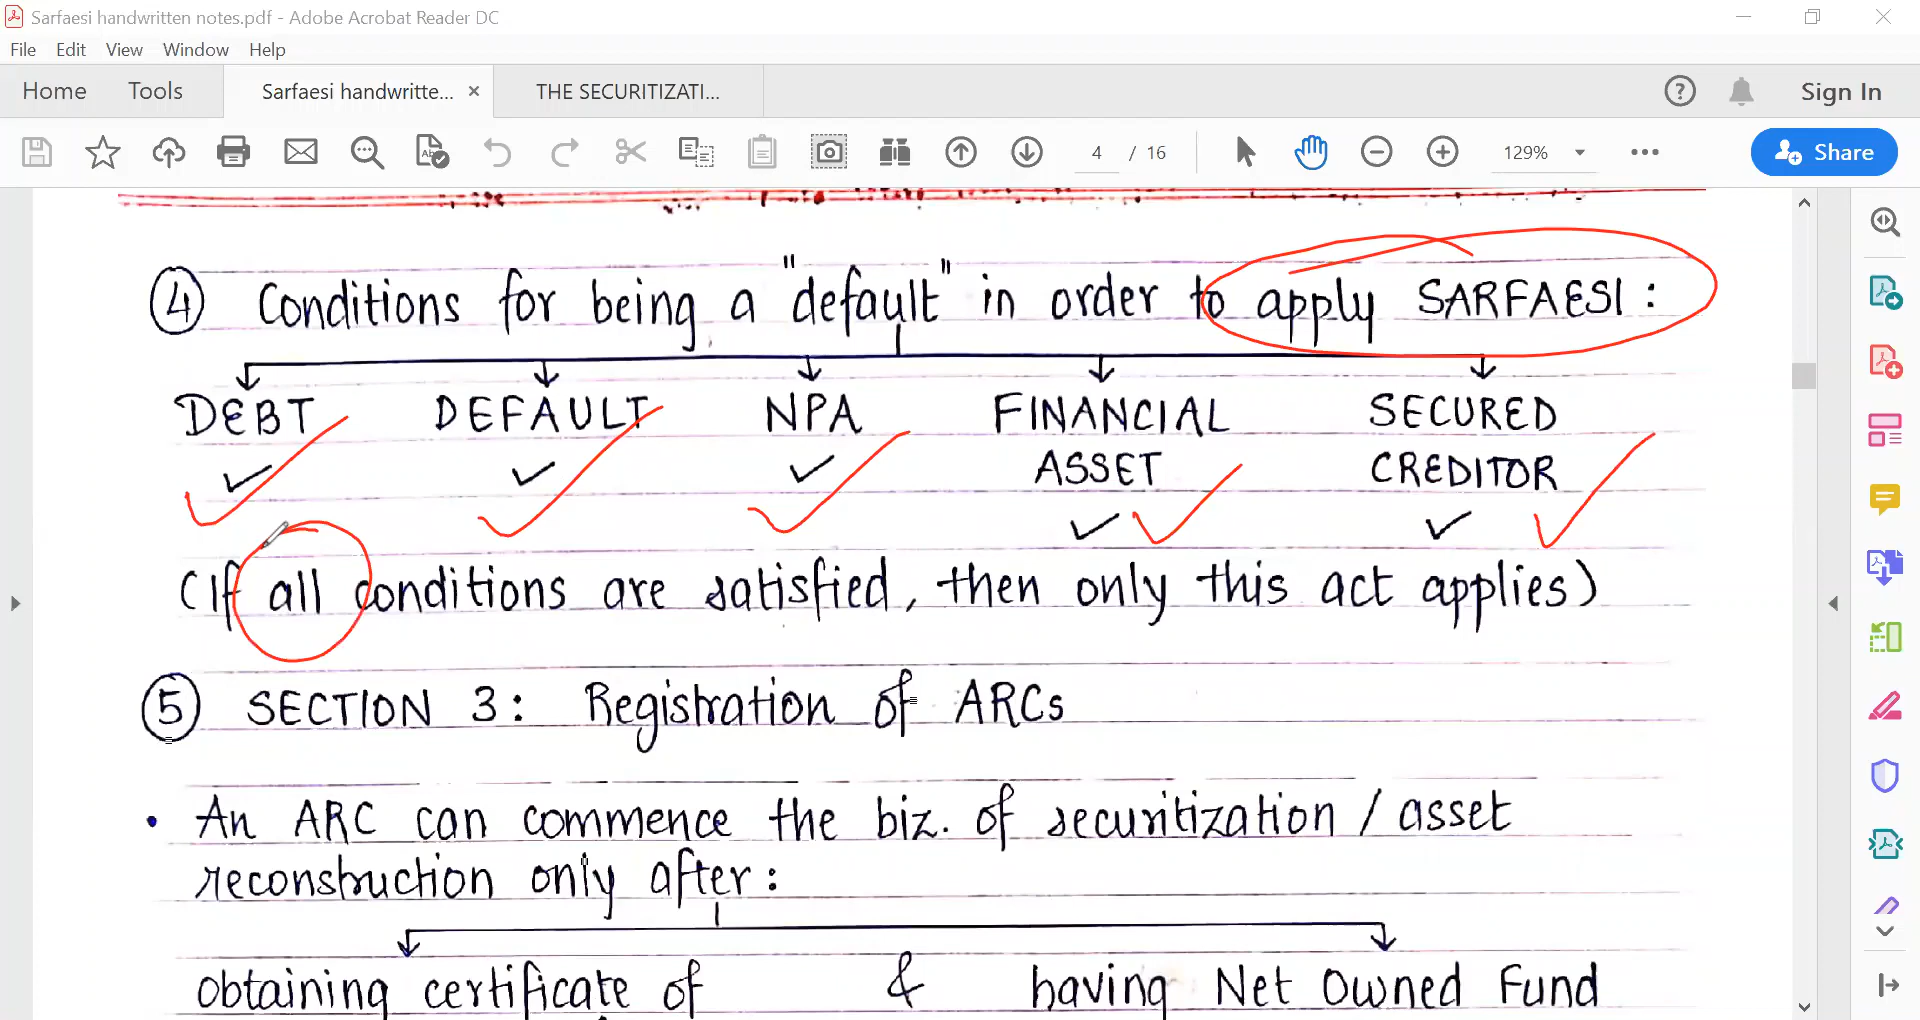 Sarfaesi handwritten notes.pdf - Adobe Acrobat Reader DC
File Edit View Window Help
Home Tools Sarfaesi handwritte... × THE SECURITIZATI... Sign In
4 / 16 129% Share
④ Conditions for being a "default" in order to apply SARFAESI :
DEBT DEFAULT NPA FINANCIAL SECURED
✓ ✓ ✓ ASSET CREDITOR
✓ ✓
(If all conditions are satisfied, then only this act applies)
⑤ SECTION 3 : Registration of ARCs
• An ARC can commence the biz. of securitization / asset
reconstruction only after :
obtaining certificate of & having Net Owned Fund